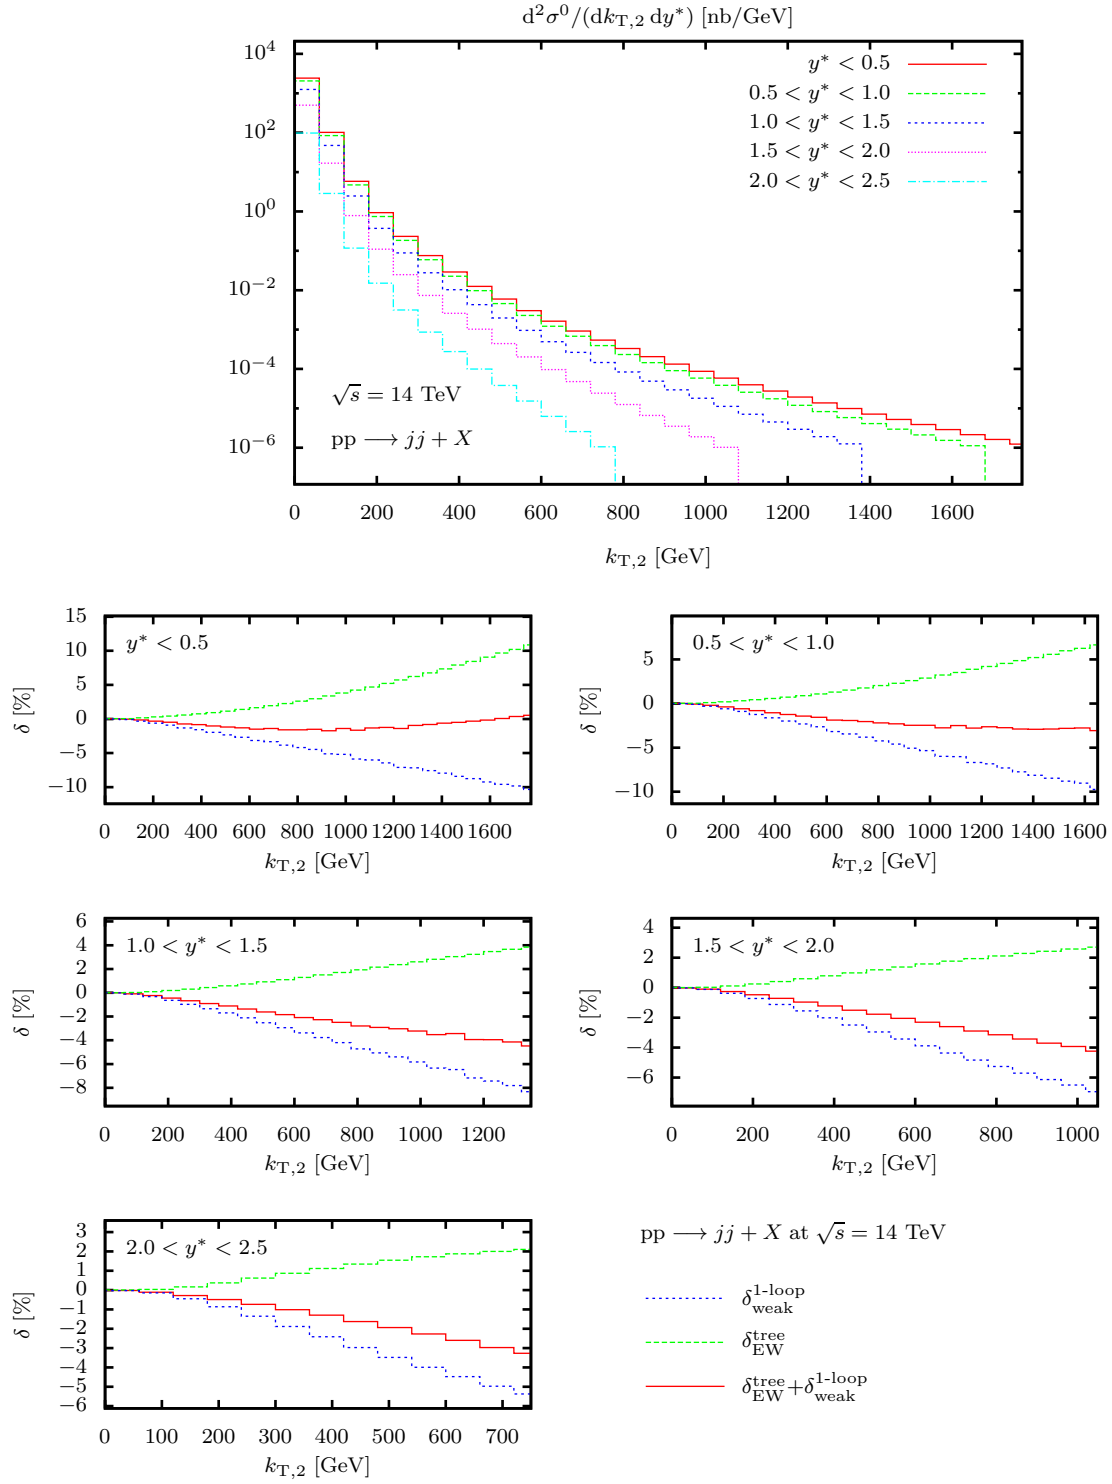 d²σ⁰/(dk_T,2 dy*) [nb/GeV]
10⁴
10²
10⁰
10⁻²
10⁻⁴
10⁻⁶
y* < 0.5
0.5 < y* < 1.0
1.0 < y* < 1.5
1.5 < y* < 2.0
2.0 < y* < 2.5
√s = 14 TeV
pp ⟶ jj + X
0 200 400 600 800 1000 1200 1400 1600
k_T,2 [GeV]
15
10
5
0
−5
−10
δ [%]
y* < 0.5
0 200 400 600 800 1000 1200 1400 1600
k_T,2 [GeV]
5
0
−5
−10
δ [%]
0.5 < y* < 1.0
0 200 400 600 800 1000 1200 1400 1600
k_T,2 [GeV]
6
4
2
0
−2
−4
−6
−8
δ [%]
1.0 < y* < 1.5
0 200 400 600 800 1000 1200
k_T,2 [GeV]
4
2
0
−2
−4
−6
δ [%]
1.5 < y* < 2.0
0 200 400 600 800 1000
k_T,2 [GeV]
3
2
1
0
−1
−2
−3
−4
−5
−6
δ [%]
2.0 < y* < 2.5
0 100 200 300 400 500 600 700
k_T,2 [GeV]
pp ⟶ jj + X at √s = 14 TeV
δ^1-loop_weak
δ^tree_EW
δ^tree_EW + δ^1-loop_weak